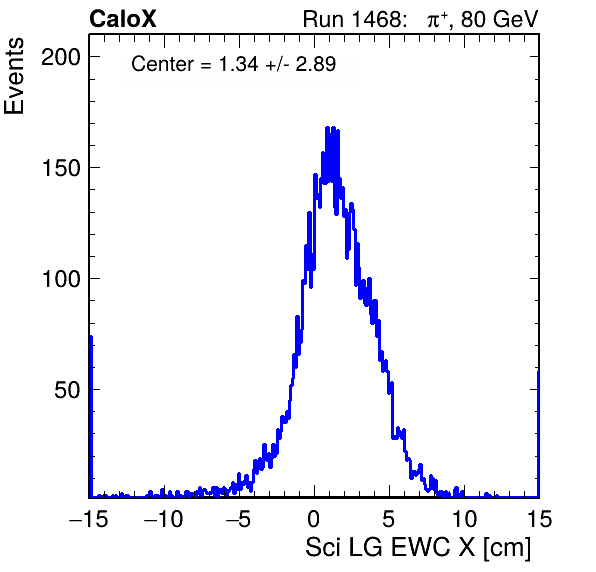 CaloX Run 1468: π⁺, 80 GeV
Center = 1.34 +/- 2.89
Events
200
150
100
50
−15 −10 −5 0 5 10 15
Sci LG EWC X [cm]